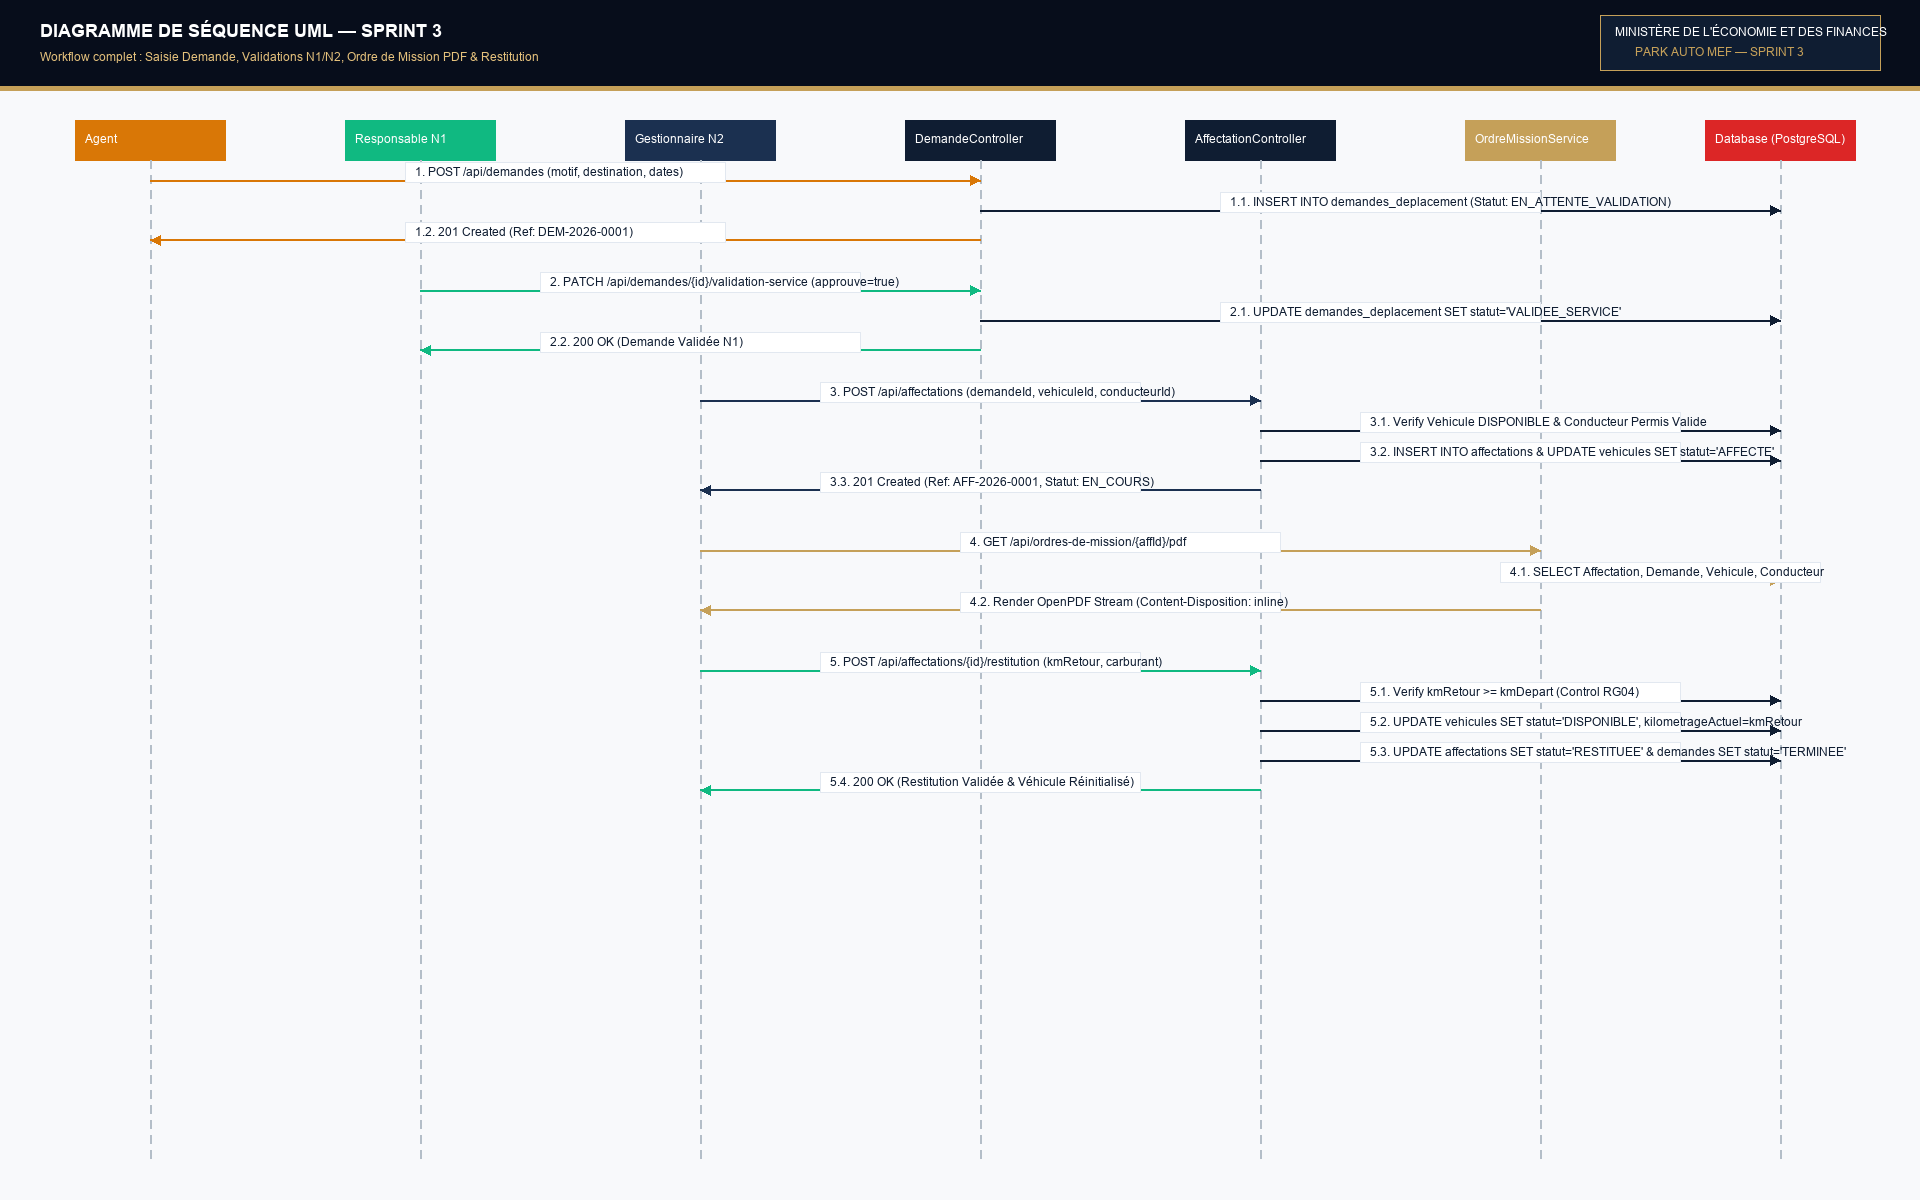 DIAGRAMME DE SÉQUENCE UML — SPRINT 3
Workflow complet : Saisie Demande, Validations N1/N2, Ordre de Mission PDF & Restitution
MINISTÈRE DE L'ÉCONOMIE ET DES FINANCES
PARK AUTO MEF — SPRINT 3
Agent
Responsable N1
Gestionnaire N2
DemandeController
AffectationController
OrdreMissionService
Database (PostgreSQL)
1. POST /api/demandes (motif, destination, dates)
1.1. INSERT INTO demandes_deplacement (Statut: EN_ATTENTE_VALIDATION)
1.2. 201 Created (Ref: DEM-2026-0001)
2. PATCH /api/demandes/{id}/validation-service (approuve=true)
2.1. UPDATE demandes_deplacement SET statut='VALIDEE_SERVICE'
2.2. 200 OK (Demande Validée N1)
3. POST /api/affectations (demandeId, vehiculeId, conducteurId)
3.1. Verify Vehicule DISPONIBLE & Conducteur Permis Valide
3.2. INSERT INTO affectations & UPDATE vehicules SET statut='AFFECTE'
3.3. 201 Created (Ref: AFF-2026-0001, Statut: EN_COURS)
4. GET /api/ordres-de-mission/{affId}/pdf
4.1. SELECT Affectation, Demande, Vehicule, Conducteur
4.2. Render OpenPDF Stream (Content-Disposition: inline)
5. POST /api/affectations/{id}/restitution (kmRetour, carburant)
5.1. Verify kmRetour >= kmDepart (Control RG04)
5.2. UPDATE vehicules SET statut='DISPONIBLE', kilometrageActuel=kmRetour
5.3. UPDATE affectations SET statut='RESTITUEE' & demandes SET statut='TERMINEE'
5.4. 200 OK (Restitution Validée & Véhicule Réinitialisé)